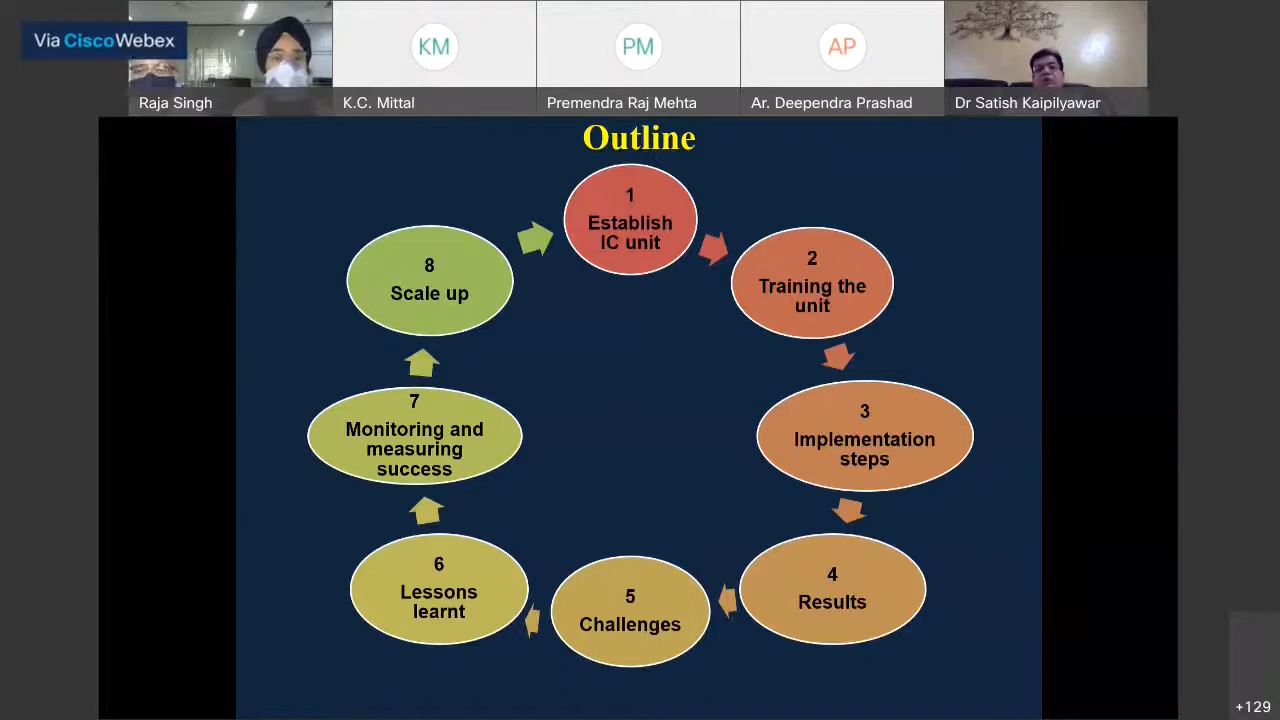 Via CiscoWebex
KM
PM
AP
Raja Singh
K.C. Mittal
Premendra Raj Mehta
Ar. Deependra Prashad
Dr Satish Kaipilyawar
Outline
1
Establish
IC unit
2
Training the
unit
3
Implementation
steps
4
Results
5
Challenges
6
Lessons
learnt
7
Monitoring and
measuring
success
8
Scale up
+129